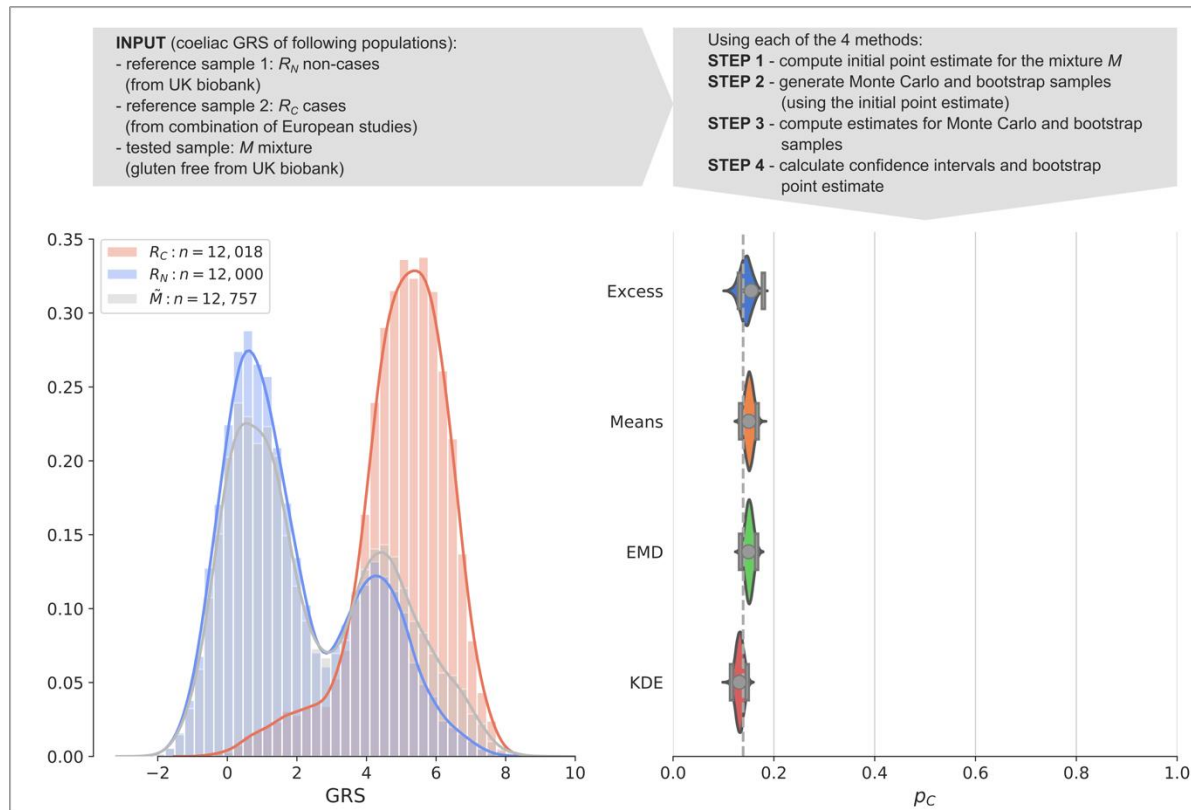 INPUT (coeliac GRS of following populations):
- reference sample 1: R_N non-cases
(from UK biobank)
- reference sample 2: R_C cases
(from combination of European studies)
- tested sample: M mixture
(gluten free from UK biobank)
Using each of the 4 methods:
STEP 1 - compute initial point estimate for the mixture M
STEP 2 - generate Monte Carlo and bootstrap samples
(using the initial point estimate)
STEP 3 - compute estimates for Monte Carlo and bootstrap
samples
STEP 4 - calculate confidence intervals and bootstrap
point estimate
0.35
0.30
0.25
0.20
0.15
0.10
0.05
0.00
R_C : n = 12,018
R_N : n = 12,000
M̃ : n = 12,757
−2 0 2 4 6 8 10
GRS
Excess
Means
EMD
KDE
0.0 0.2 0.4 0.6 0.8 1.0
p_C